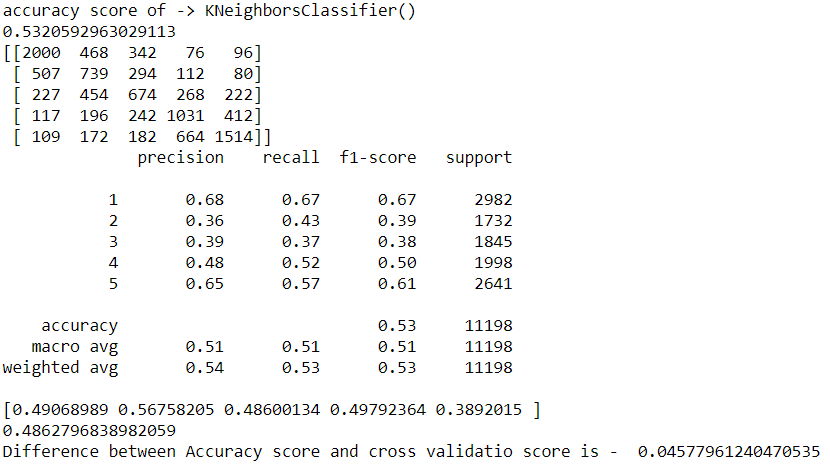 accuracy score of -> KNeighborsClassifier()
0.5320592963029113
[[2000  468  342   76   96]
 [ 507  739  294  112   80]
 [ 227  454  674  268  222]
 [ 117  196  242 1031  412]
 [ 109  172  182  664 1514]]
              precision    recall  f1-score   support

           1       0.68      0.67      0.67      2982
           2       0.36      0.43      0.39      1732
           3       0.39      0.37      0.38      1845
           4       0.48      0.52      0.50      1998
           5       0.65      0.57      0.61      2641

    accuracy                           0.53     11198
   macro avg       0.51      0.51      0.51     11198
weighted avg       0.54      0.53      0.53     11198

[0.49068989 0.56758205 0.48600134 0.49792364 0.3892015 ]
0.4862796838982059
Difference between Accuracy score and cross validatio score is -  0.04577961240470535